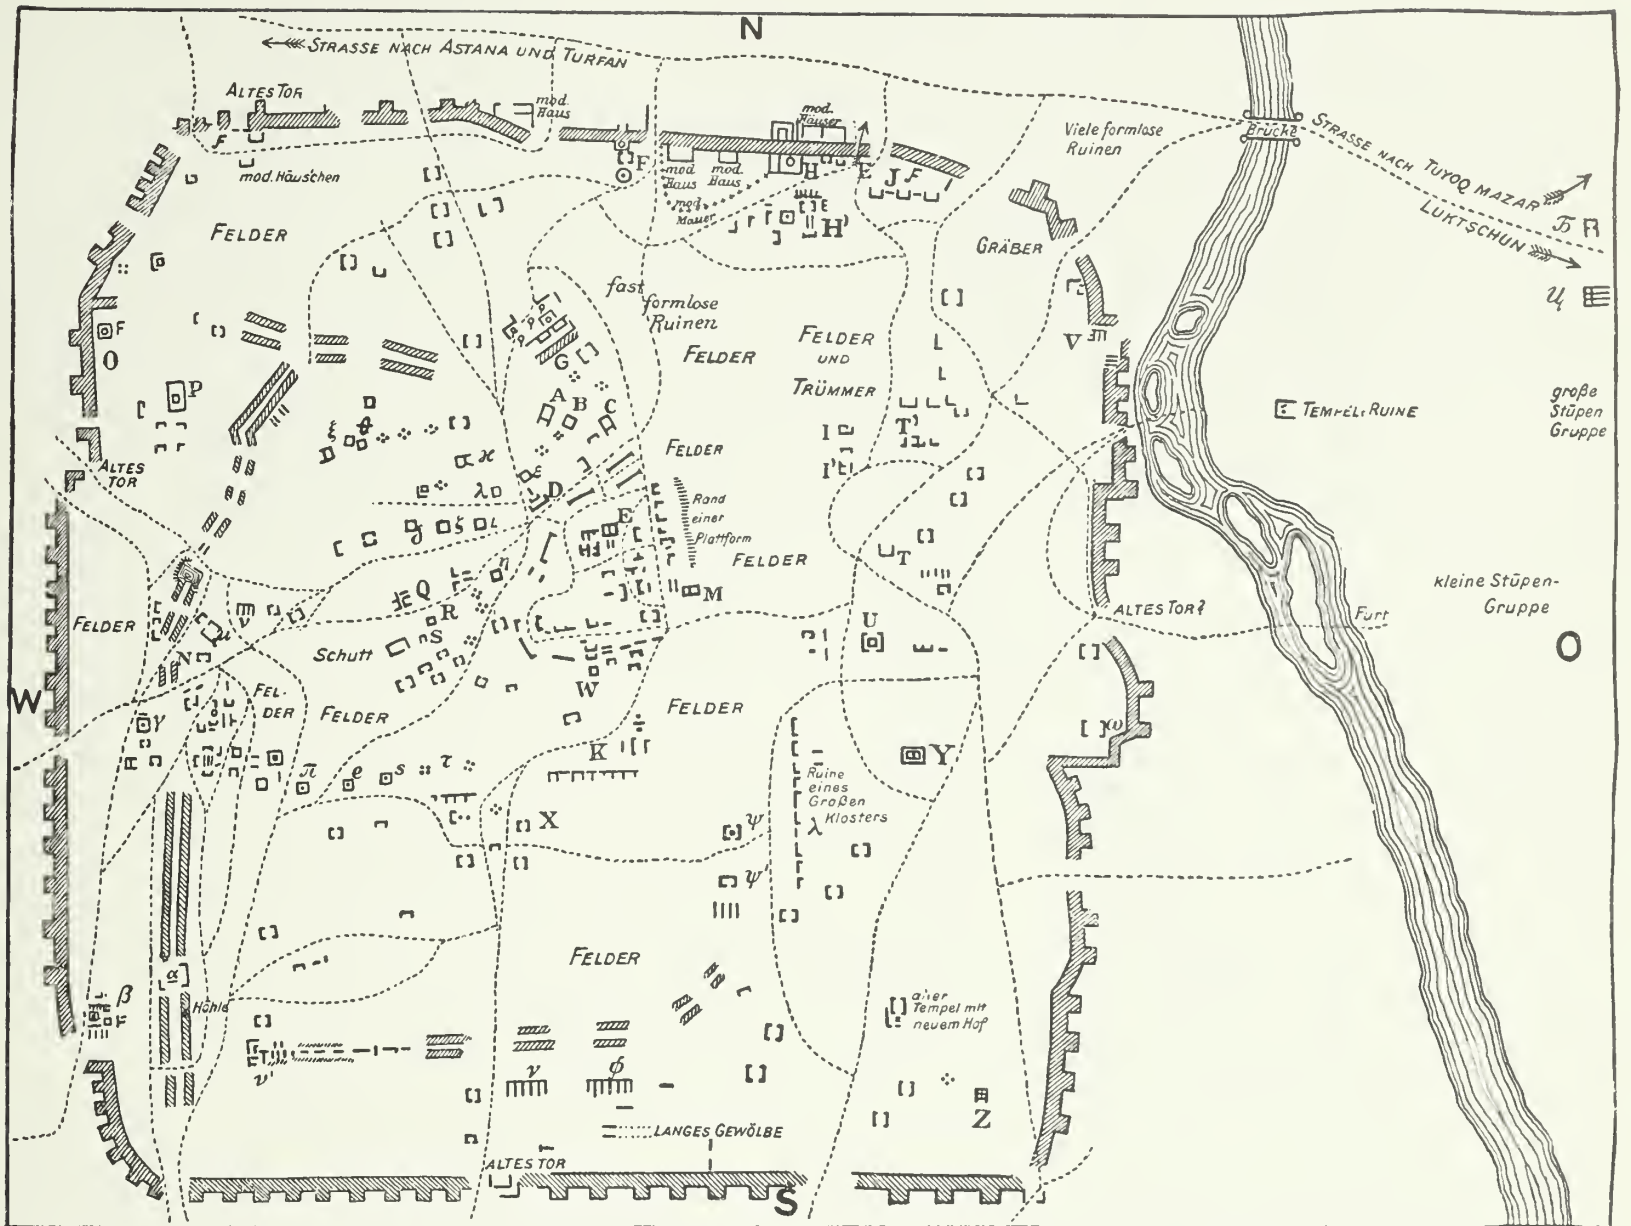 N
STRASSE NACH ASTANA UND TURFAN
ALTES TOR
mod.
Haus
mod.
Häuser
Viele formlose
Ruinen
Brücke
STRASSE NACH TUYOQ MAZAR
LUKTSCHUN
F
mod. Häuschen
F
mod
Haus
mod.
Haus
mod
Mauer
H
E
J
F
E
H'
GRÄBER
FELDER
fast
formlose
Ruinen
FELDER
FELDER
UND
TRÜMMER
V
F
O
P
G
A
B
C
TEMPEL-RUINE
große
Stūpen
Gruppe
ξ
θ
ϰ
λ
ε
D
FELDER
I
I'
T'
ALTES
TOR
Rand
einer
Plattform
ζ
ι
E
FELDER
T
kleine Stūpen-
Gruppe
Q
η
M
R
S
ALTES TOR?
Furt
U
O
FELDER
μ
ν
N
Schutt
W
W
FEL-
DER
FELDER
FELDER
γ
K
ω
Y
π
ϱ
s
τ
Ruine
eines
Großen
Klosters
λ
X
ψ
ψ'
FELDER
α
β
Höhle
alter
Tempel mit
neuem Hof
ν'
ν
ϕ
Z
LANGES GEWÖLBE
ALTES TOR
S